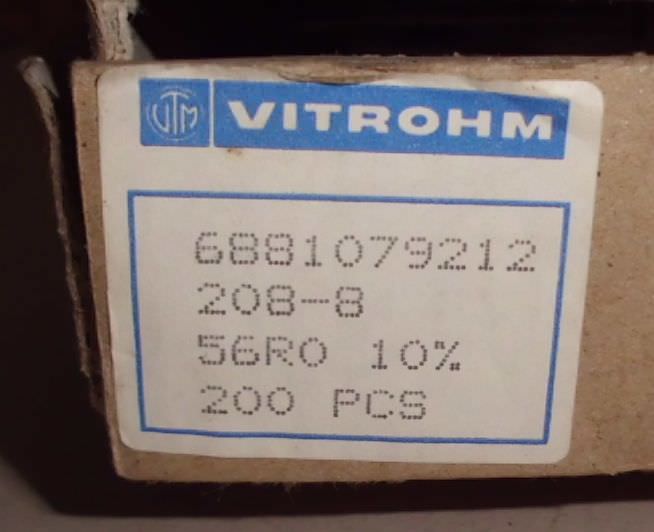 VTM VITROHM
6881079212
208-8
56R0 10%
200 PCS